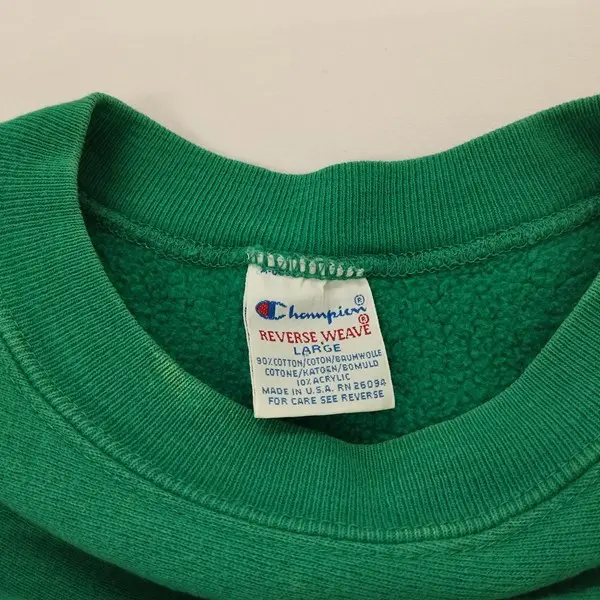 Champion®
REVERSE WEAVE®
LARGE
90% COTTON/COTON/BAUMWOLLE
COTONE/KATOEN/BOMULD
10% ACRYLIC
MADE IN U.S.A. RN 26094
FOR CARE SEE REVERSE